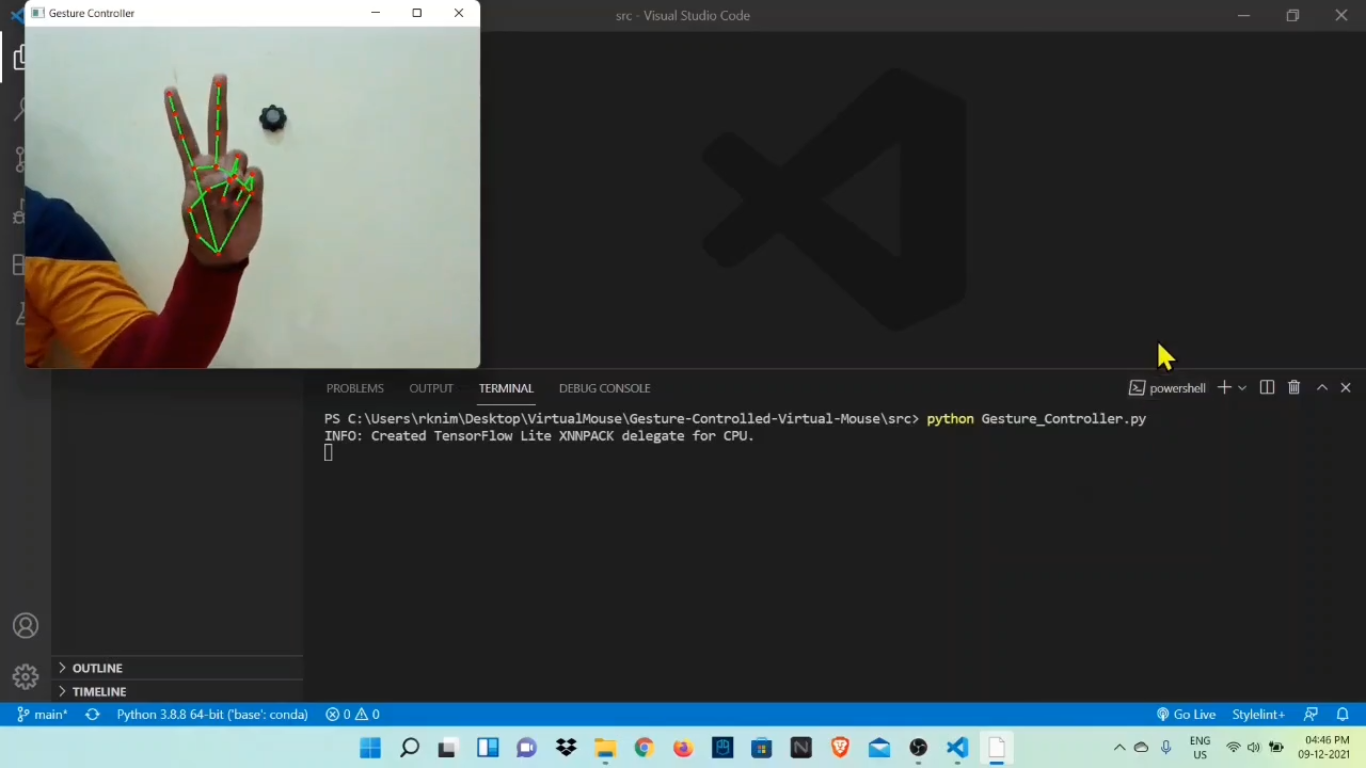 Gesture Controller
src - Visual Studio Code
PROBLEMS OUTPUT TERMINAL DEBUG CONSOLE
powershell
PS C:\Users\rknim\Desktop\VirtualMouse\Gesture-Controlled-Virtual-Mouse\src> python Gesture_Controller.py
INFO: Created TensorFlow Lite XNNPACK delegate for CPU.
OUTLINE
TIMELINE
main* Python 3.8.8 64-bit ('base': conda) 0 0 Go Live Stylelint+
ENG
US
04:46 PM
09-12-2021